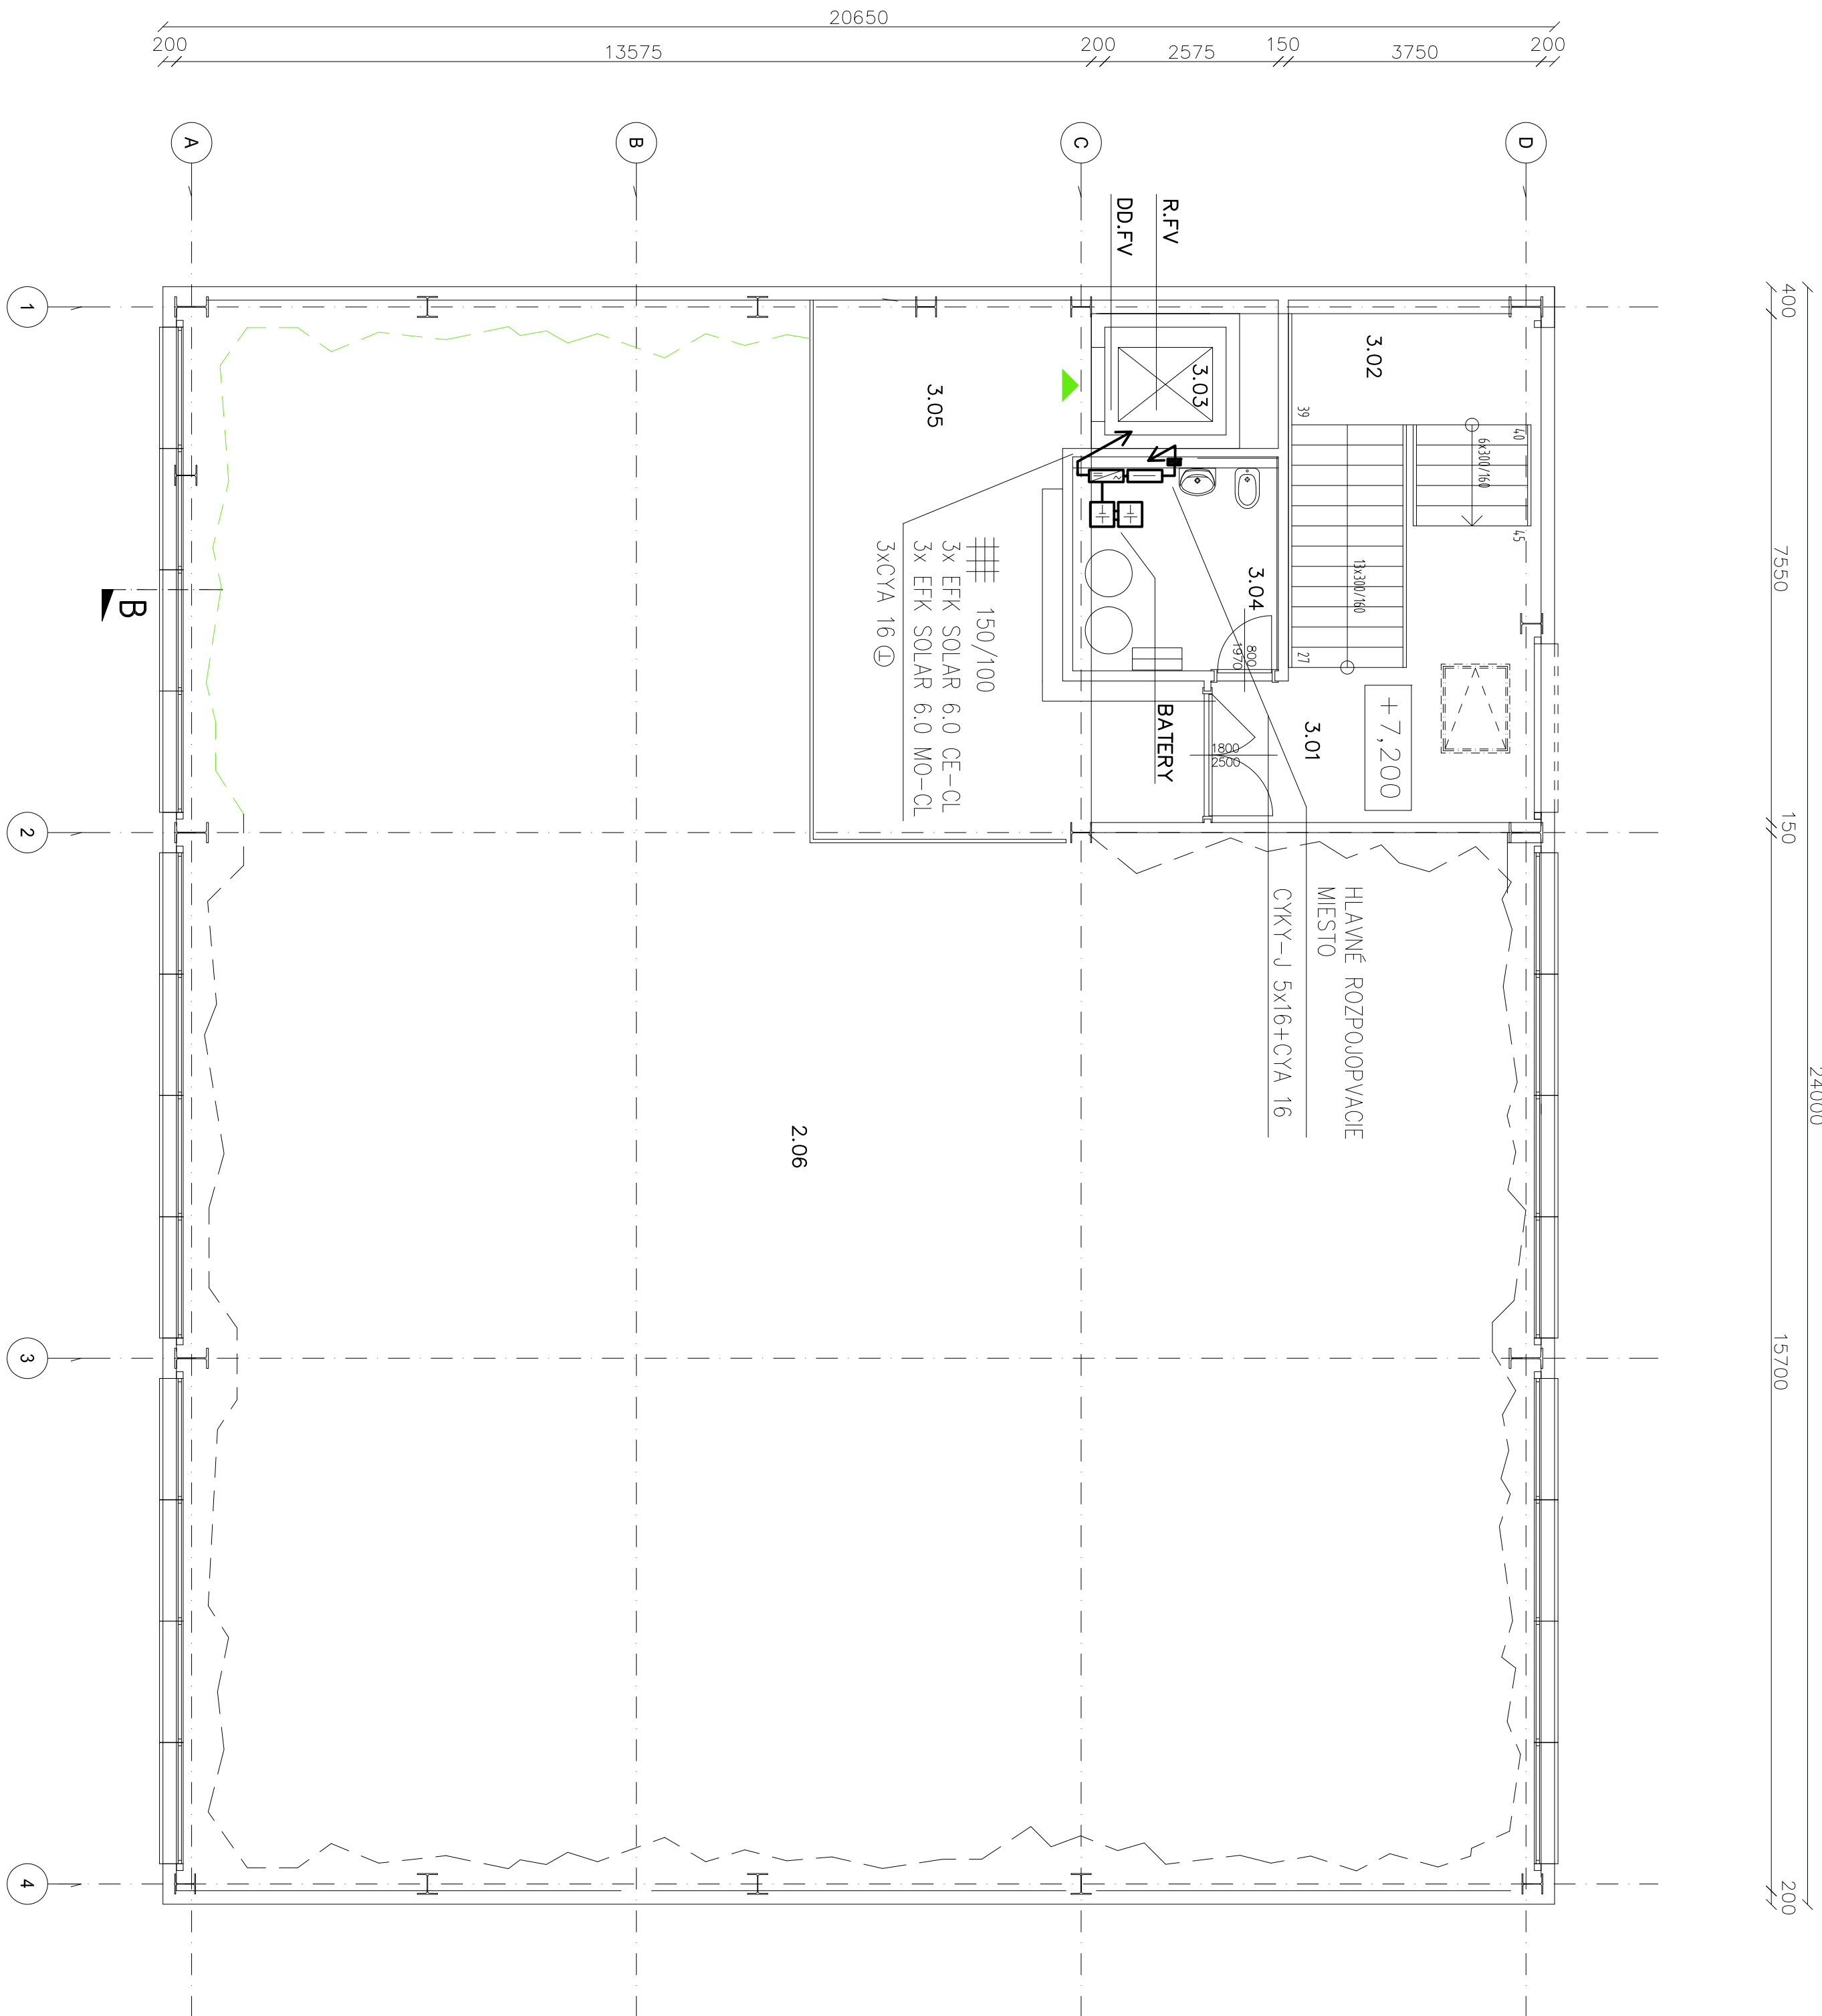 20650
200
13575
200
2575
150
3750
200
A
B
C
D
R.FV
DD.FV
1
2
3
4
400
7550
150
15700
200
24000
3.02
3.03
3.05
39
40
6x300/160
45
13x300/160
27
3.04
800
1970
3.01
+7,200
1800
2500
BATERY
150/100
3x EFK SOLAR 6.0 CE-CL
3x EFK SOLAR 6.0 MO-CL
3xCYA 16
HLAVNÉ ROZPOJOPVACIE
MIESTO
CYKY-J 5x16+CYA 16
B
2.06